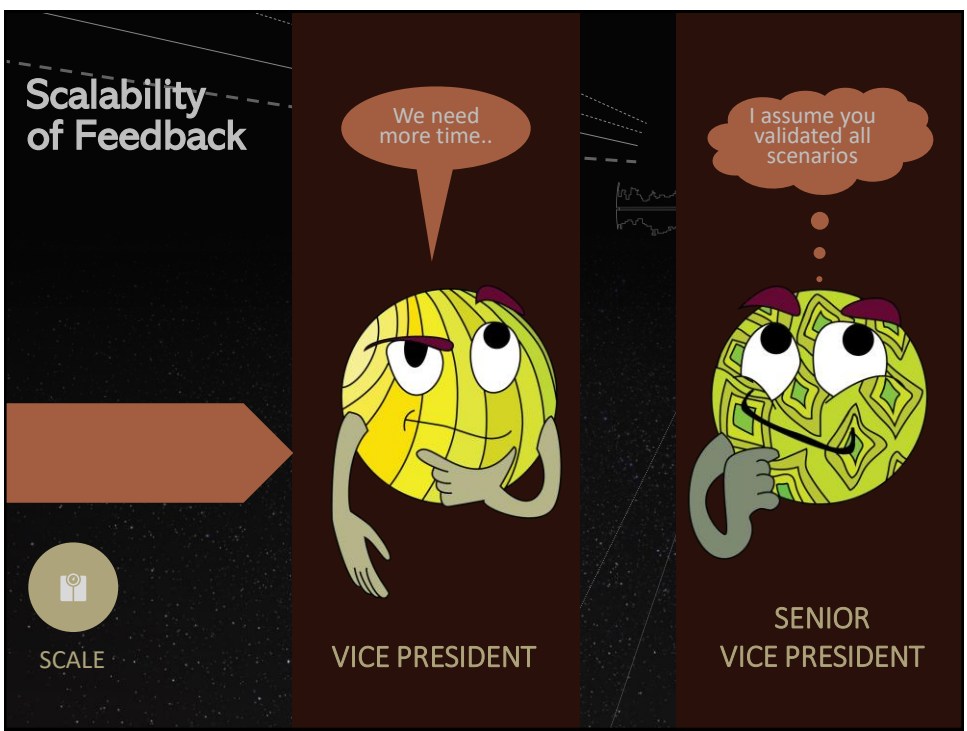 Scalability
of Feedback
We need
more time..
I assume you
validated all
scenarios
SCALE
VICE PRESIDENT
SENIOR
VICE PRESIDENT